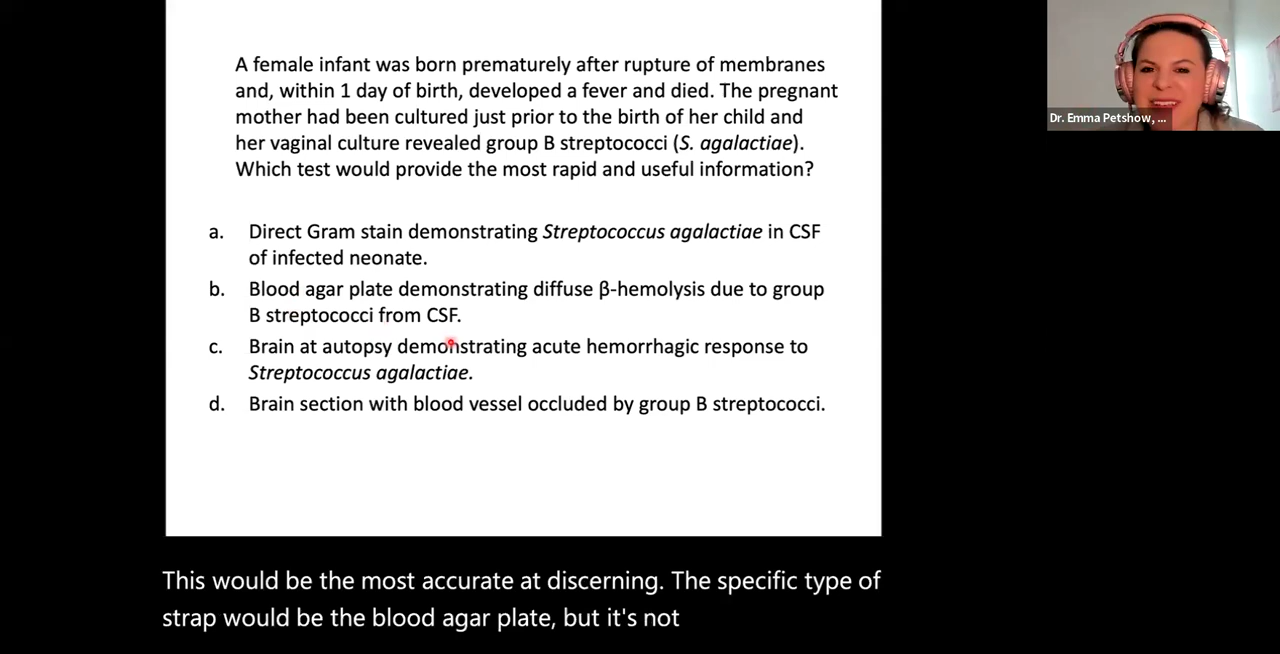 A female infant was born prematurely after rupture of membranes
and, within 1 day of birth, developed a fever and died. The pregnant
mother had been cultured just prior to the birth of her child and
her vaginal culture revealed group B streptococci (S. agalactiae).
Which test would provide the most rapid and useful information?
a. Direct Gram stain demonstrating Streptococcus agalactiae in CSF
of infected neonate.
b. Blood agar plate demonstrating diffuse β-hemolysis due to group
B streptococci from CSF.
c. Brain at autopsy demonstrating acute hemorrhagic response to
Streptococcus agalactiae.
d. Brain section with blood vessel occluded by group B streptococci.
Dr. Emma Petshow, ...
This would be the most accurate at discerning. The specific type of
strap would be the blood agar plate, but it's not